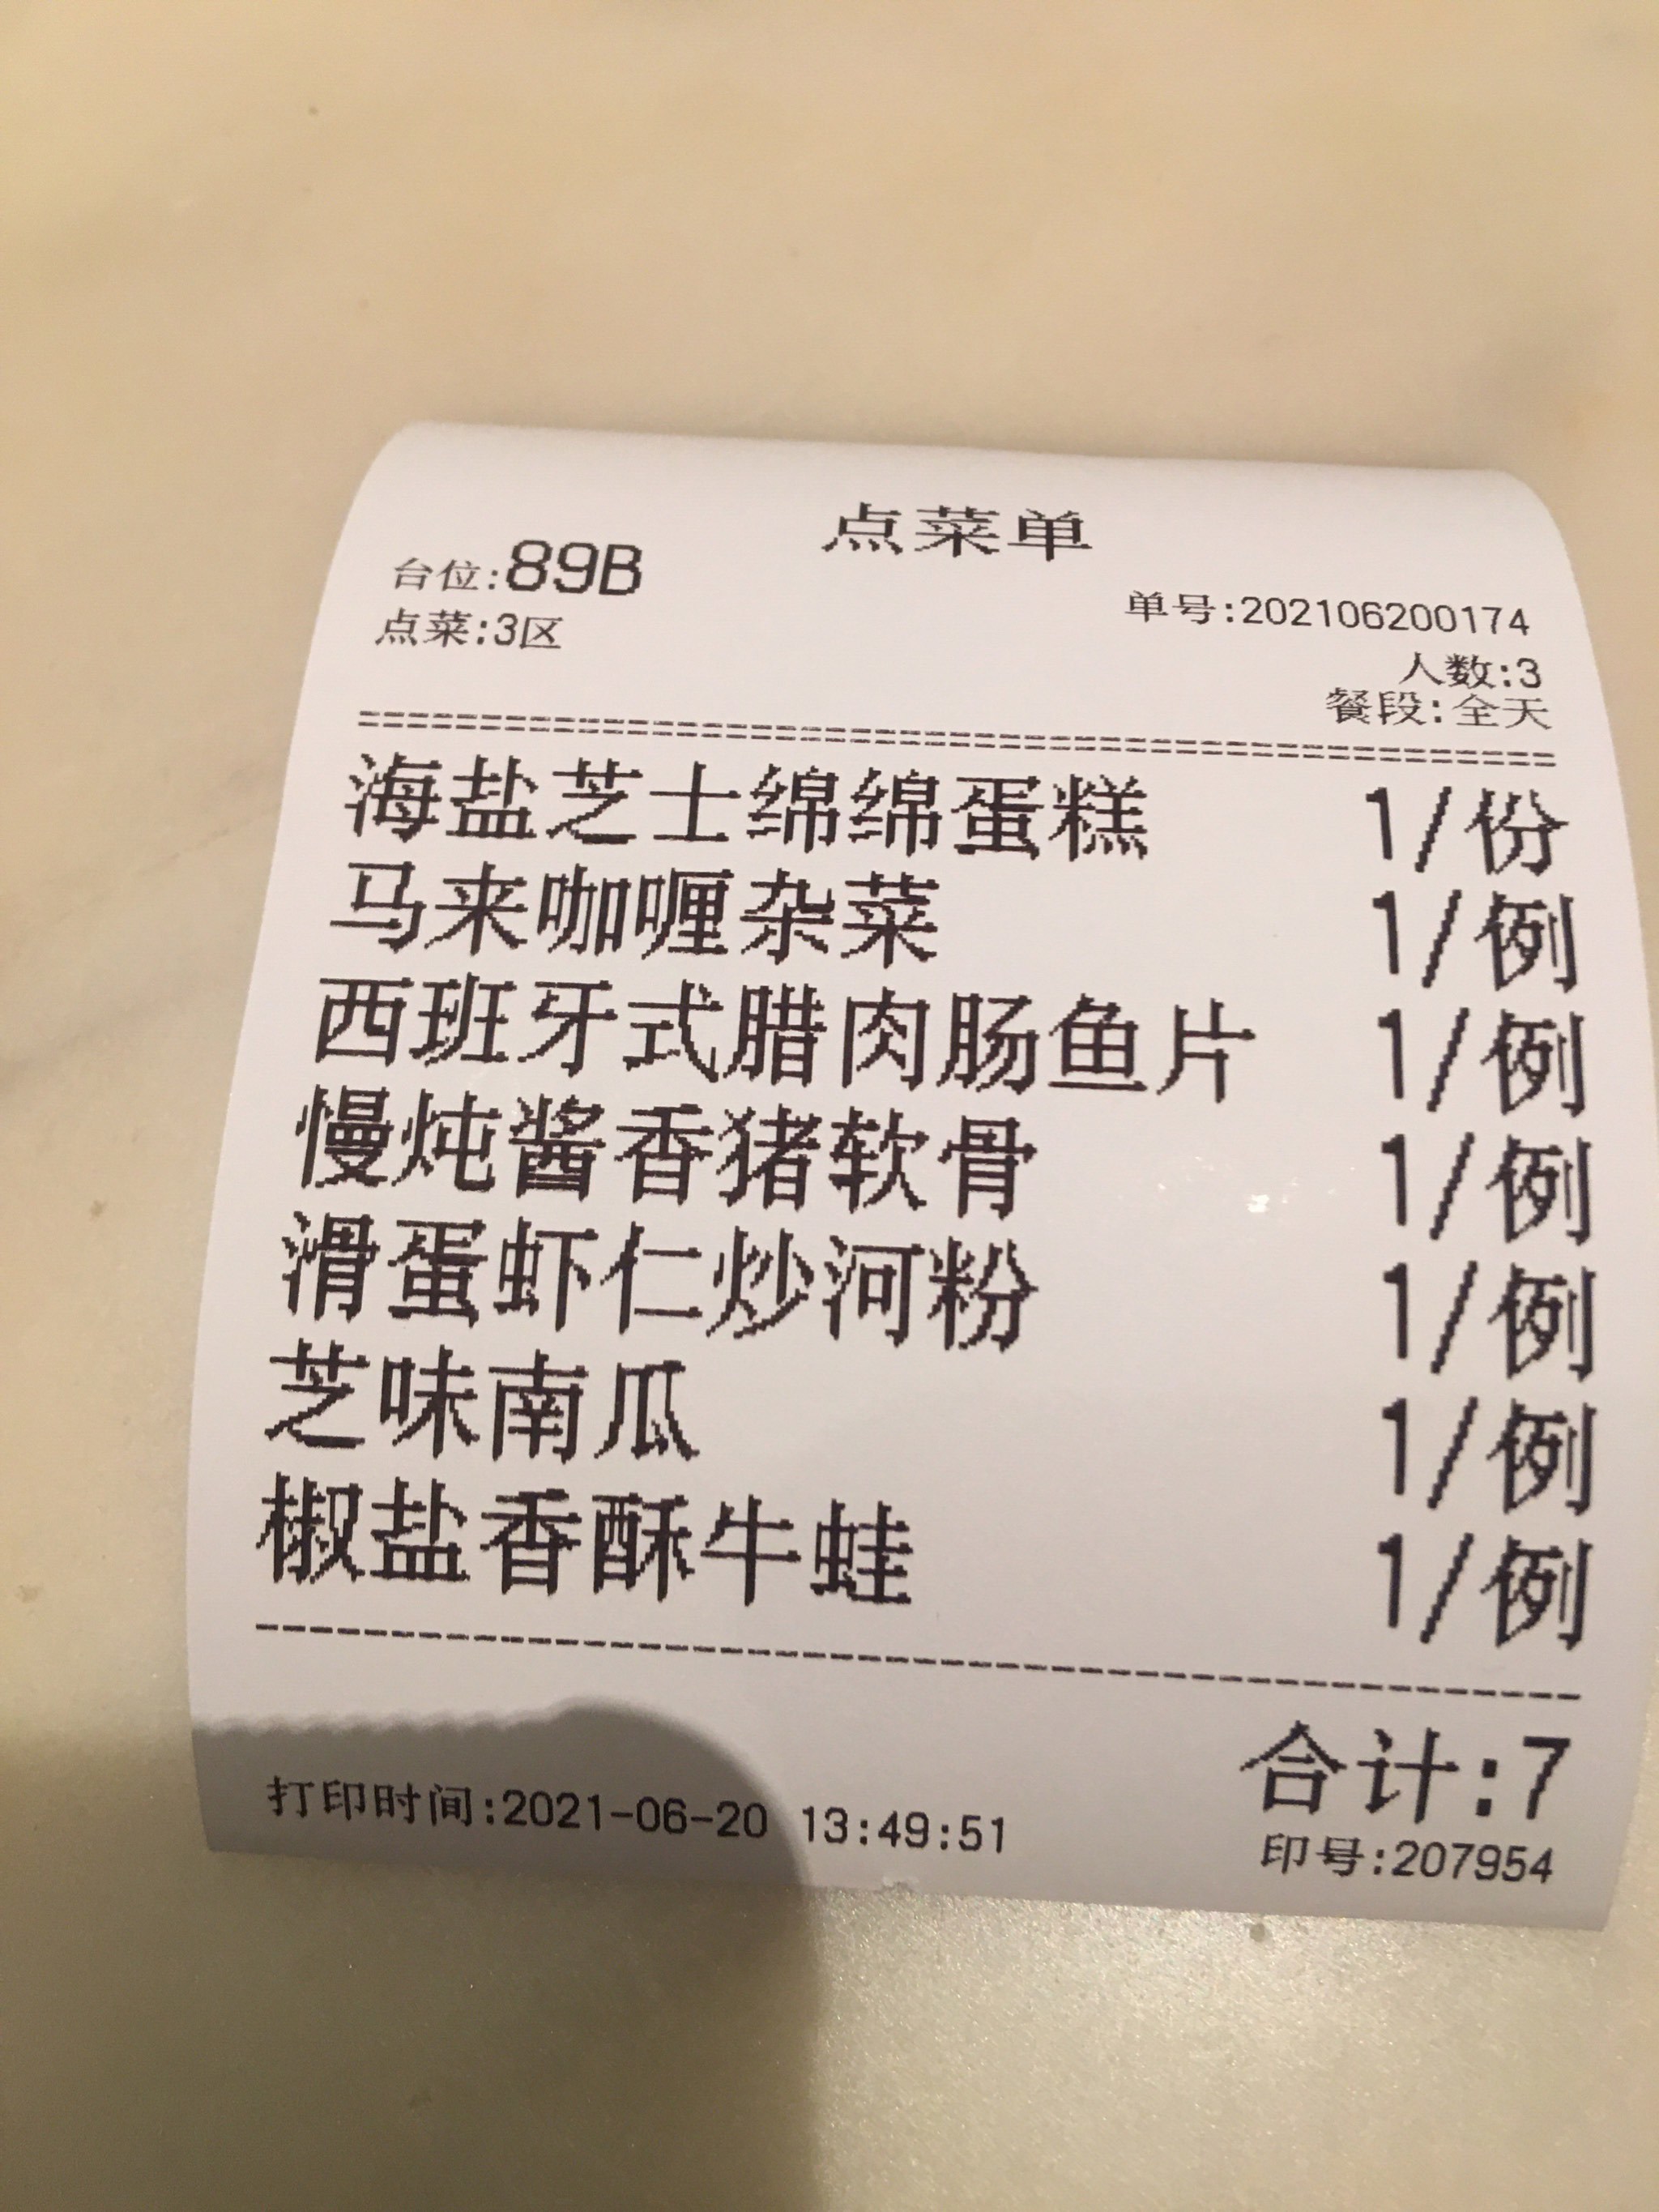 点菜单
台位:89B
单号:202106200174
点菜:3区
人数:3
餐段:全天
海盐芝士绵绵蛋糕 1/份
马来咖喱杂菜 1/例
西班牙式腊肉肠鱼片 1/例
慢炖酱香猪软骨 1/例
滑蛋虾仁炒河粉 1/例
芝味南瓜 1/例
椒盐香酥牛蛙 1/例
合计:7
打印时间:2021-06-20 13:49:51
印号:207954